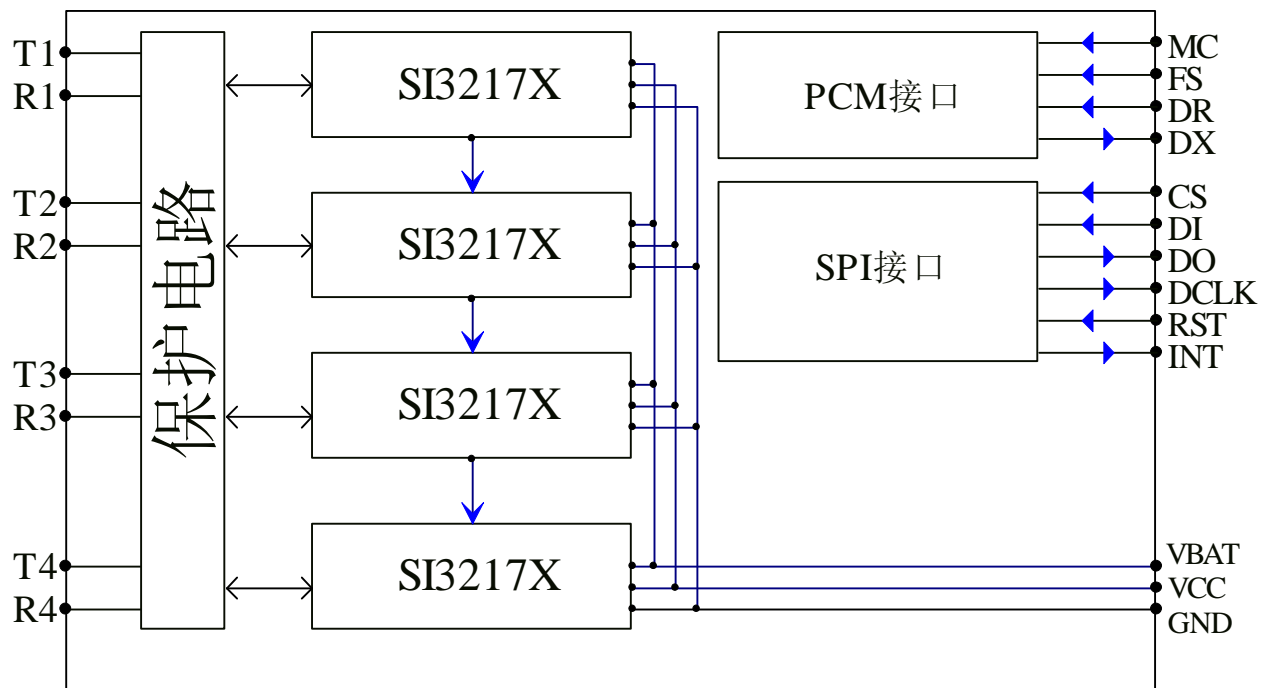 T1
R1
T2
R2
T3
R3
T4
R4
保护电路
SI3217X
SI3217X
SI3217X
SI3217X
PCM接口
SPI接口
MC
FS
DR
DX
CS
DI
DO
DCLK
RST
INT
VBAT
VCC
GND